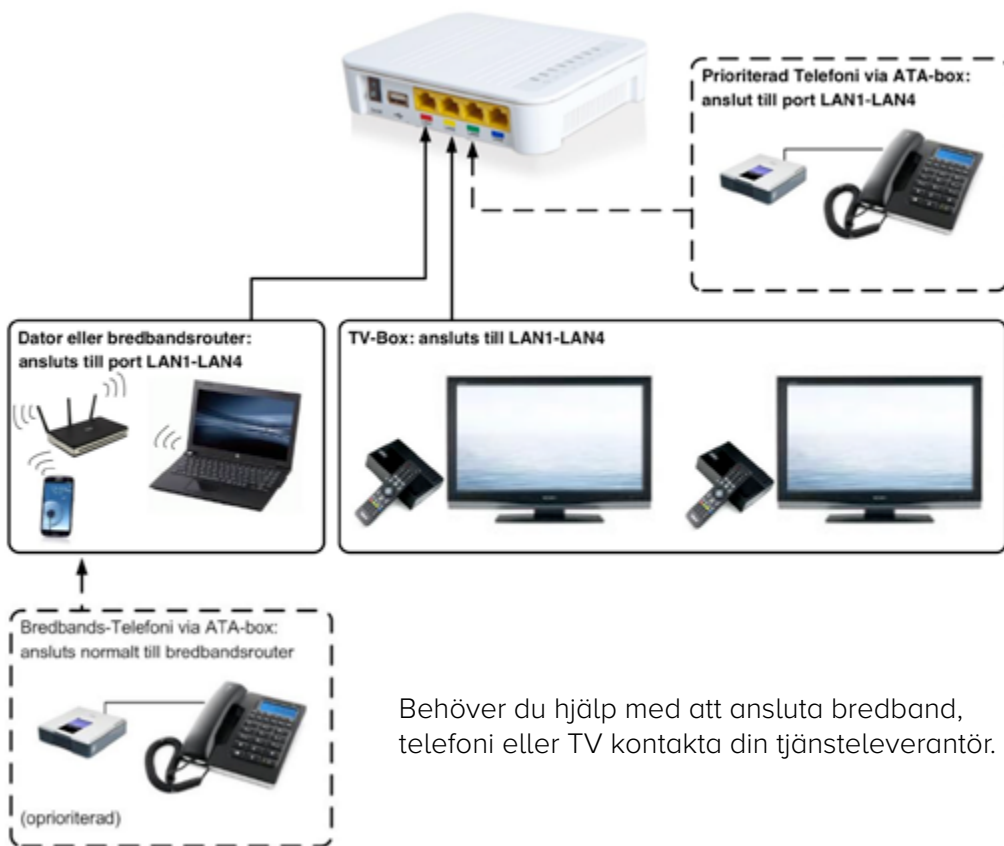 Prioriterad Telefoni via ATA-box:
anslut till port LAN1-LAN4
Dator eller bredbandsrouter:
ansluts till port LAN1-LAN4
TV-Box: ansluts till LAN1-LAN4
Bredbands-Telefoni via ATA-box:
ansluts normalt till bredbandsrouter
(oprioriterad)
Behöver du hjälp med att ansluta bredband,
telefoni eller TV kontakta din tjänsteleverantör.